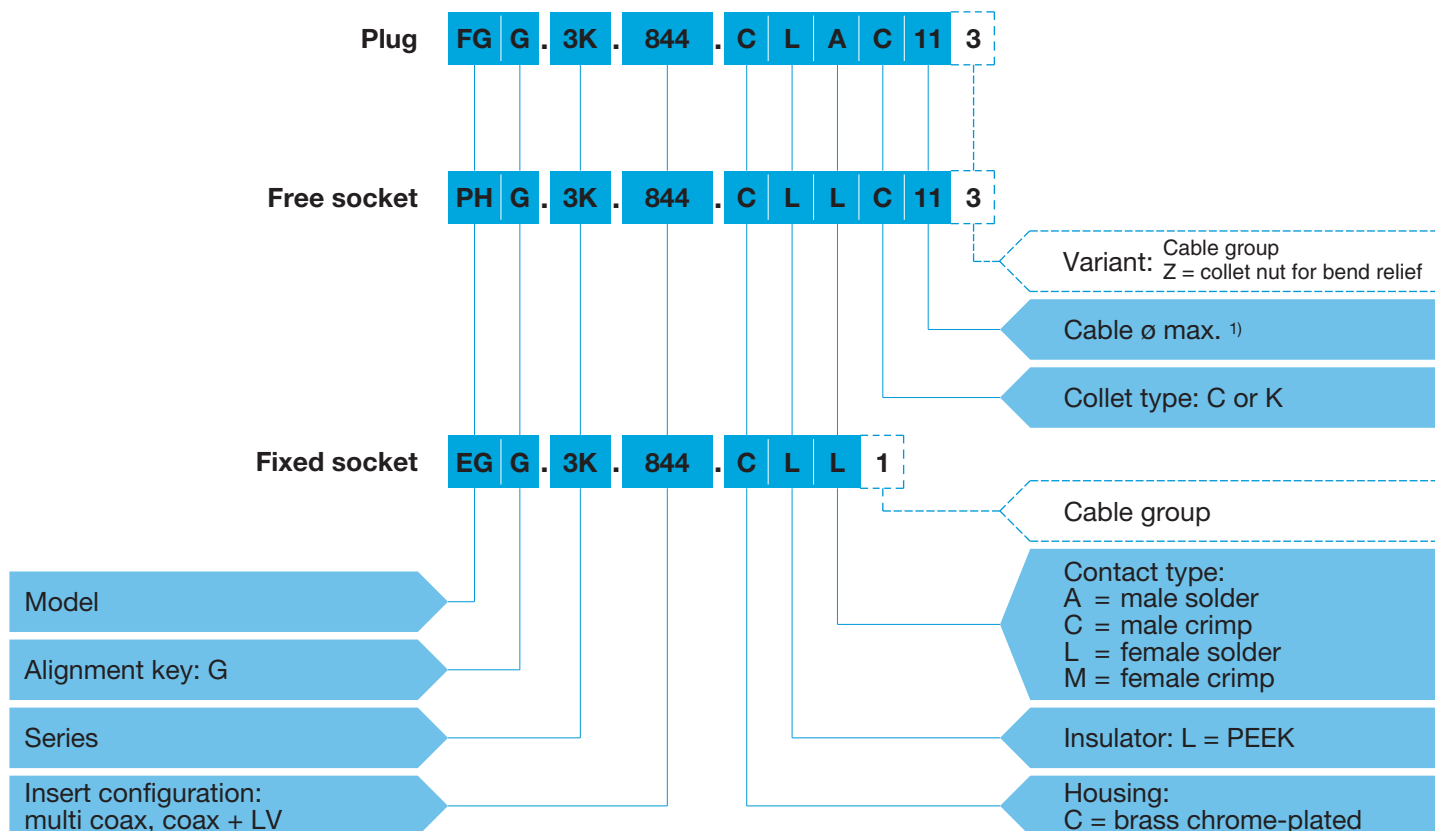 Plug FG G . 3K . 844 . C L A C 11 3
Free socket PH G . 3K . 844 . C L L C 11 3
Variant: Cable group
Z = collet nut for bend relief
Cable ø max. 1)
Collet type: C or K
Fixed socket EG G . 3K . 844 . C L L 1
Cable group
Contact type:
A = male solder
C = male crimp
L = female solder
M = female crimp
Model
Alignment key: G
Series
Insulator: L = PEEK
Insert configuration:
multi coax, coax + LV
Housing:
C = brass chrome-plated